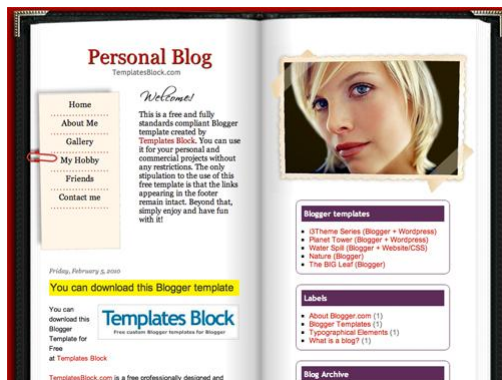 Personal Blog
TemplatesBlock.com
Home
About Me
Gallery
My Hobby
Friends
Contact me
Welcome!
This is a free and fully
standards compliant Blogger
template created by
Templates Block. You can use
it for your personal and
commercial projects without
any restrictions. The only
stipulation to the use of this
free template is that the links
appearing in the footer
remain intact. Beyond that,
simply enjoy and have fun
with it!
Friday, February 5, 2010
You can download this Blogger template
You can
download this
Blogger
Template for
Free
at Templates Block
Templates Block
Free custom Blogger templates for Blogger
TemplatesBlock.com is a free professionally designed and
Blogger templates
i3Theme Series (Blogger + Wordpress)
Planet Tower (Blogger + Wordpress)
Water Spill (Blogger + Website/CSS)
Nature (Blogger)
The BIG Leaf (Blogger)
Labels
About Blogger.com (1)
Blogger Templates (1)
Typographical Elements (1)
What is a blog? (1)
Blog Archive